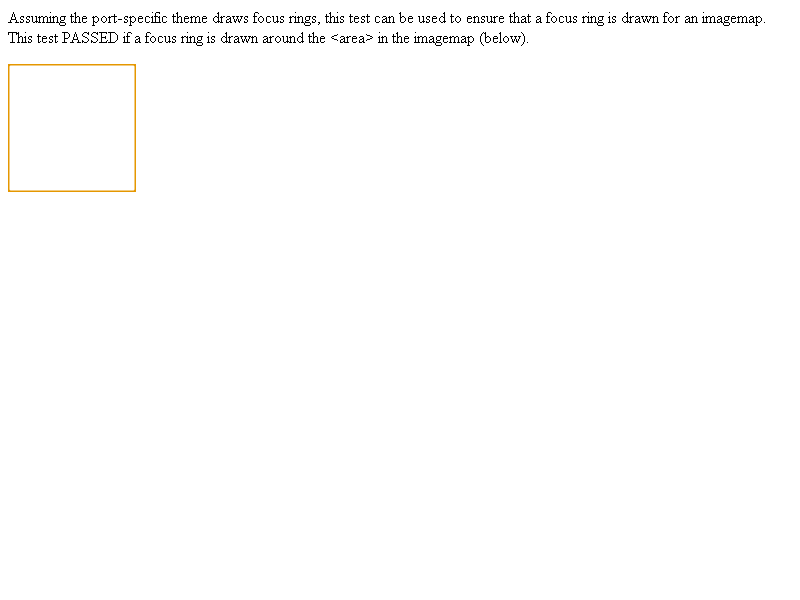 Assuming the port-specific theme draws focus rings, this test can be used to ensure that a focus ring is drawn for an imagemap.
This test PASSED if a focus ring is drawn around the <area> in the imagemap (below).